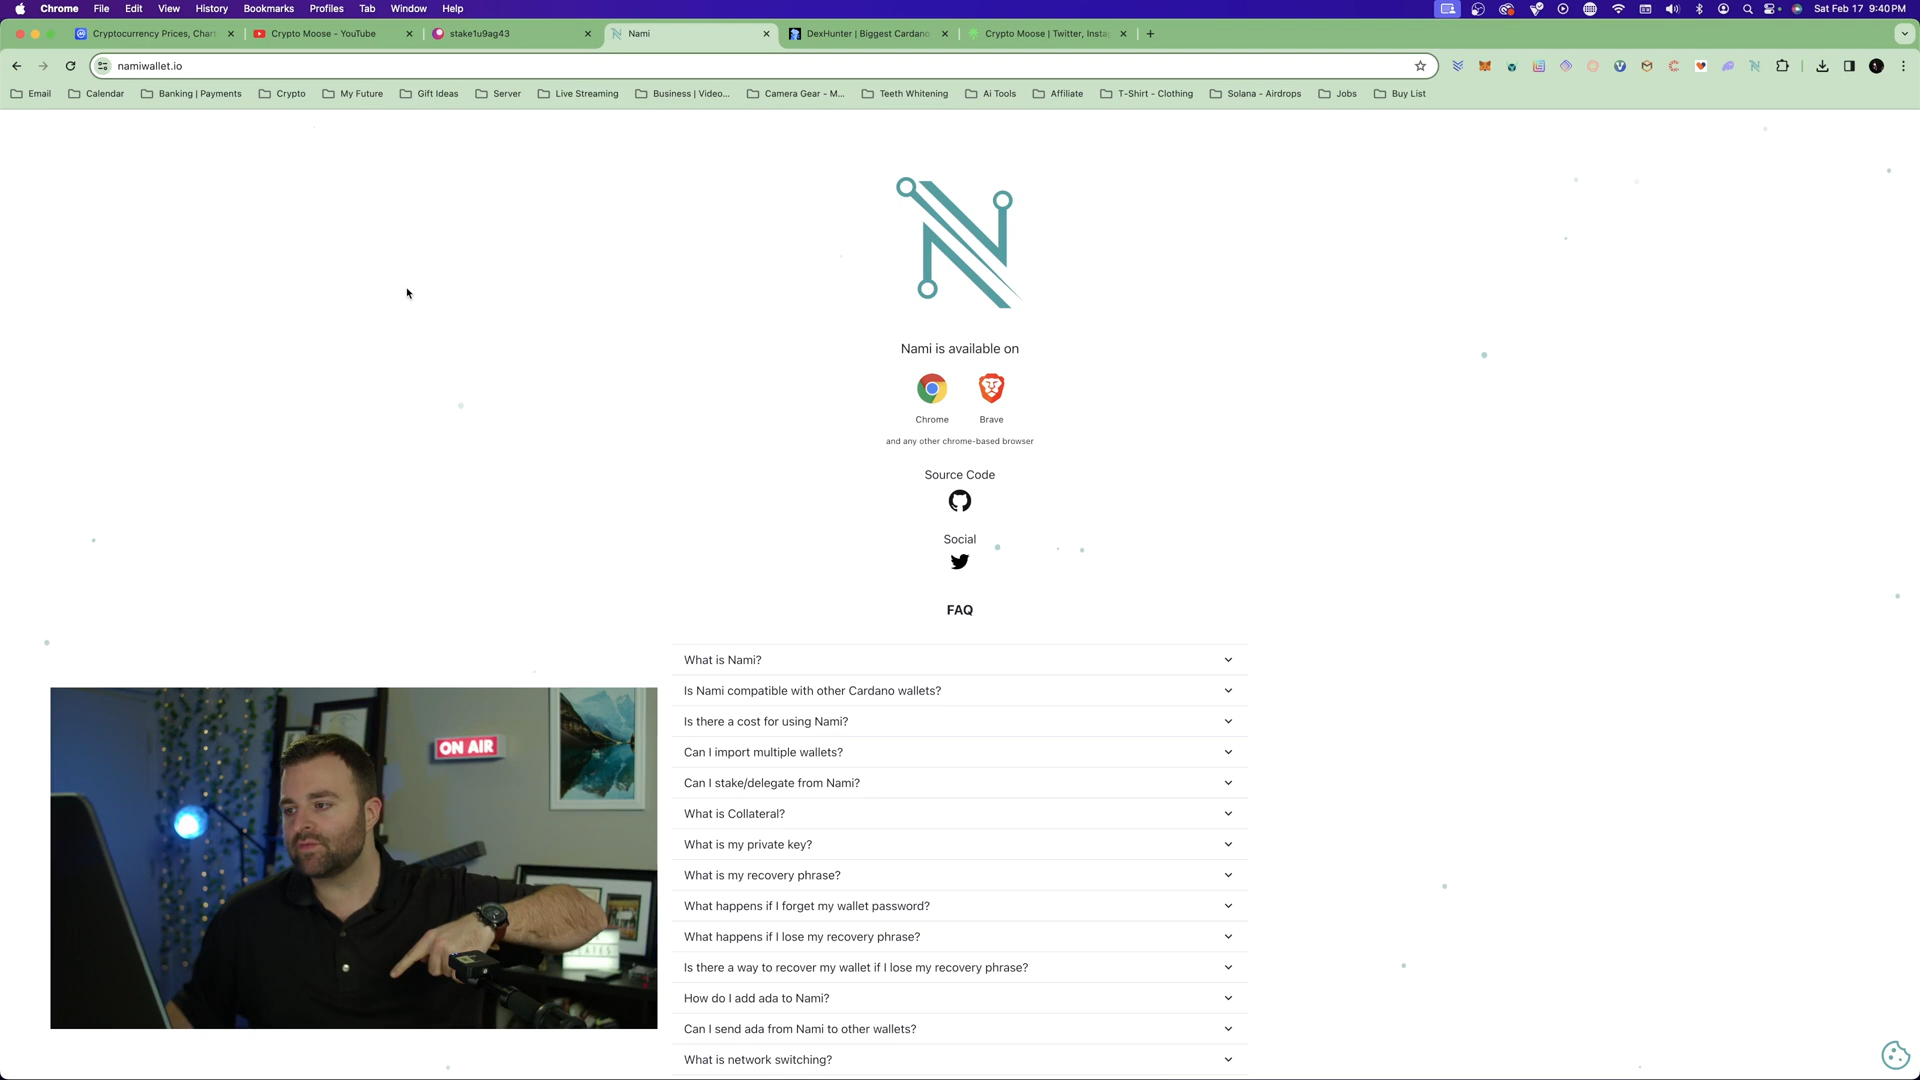 Chrome File Edit View History Bookmarks Profiles Tab Window Help Sat Feb 17 9:40 PM
Cryptocurrency Prices, Chart Crypto Moose - YouTube stake1u9ag43 Nami DexHunter | Biggest Cardano Crypto Moose | Twitter, Insta
namiwallet.io
Email Calendar Banking | Payments Crypto My Future Gift Ideas Server Live Streaming Business | Video... Camera Gear - M... Teeth Whitening Ai Tools Affiliate T-Shirt - Clothing Solana - Airdrops Jobs Buy List
Nami is available on
Chrome Brave
and any other chrome-based browser
Source Code
Social
FAQ
What is Nami?
Is Nami compatible with other Cardano wallets?
Is there a cost for using Nami?
Can I import multiple wallets?
Can I stake/delegate from Nami?
What is Collateral?
What is my private key?
What is my recovery phrase?
What happens if I forget my wallet password?
What happens if I lose my recovery phrase?
Is there a way to recover my wallet if I lose my recovery phrase?
How do I add ada to Nami?
Can I send ada from Nami to other wallets?
What is network switching?
ON AIR